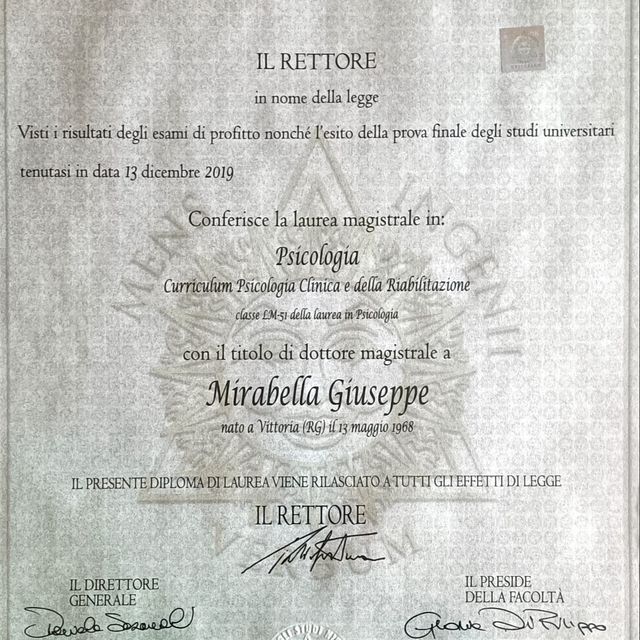 IL RETTORE
in nome della legge
Visti i risultati degli esami di profitto nonché l'esito della prova finale degli studi universitari
tenutasi in data 13 dicembre 2019
Conferisce la laurea magistrale in:
Psicologia
Curriculum Psicologia Clinica e della Riabilitazione
classe LM-51 della laurea in Psicologia
con il titolo di dottore magistrale a
Mirabella Giuseppe
nato a Vittoria (RG) il 13 maggio 1968
MENS
INGENII
IL PRESENTE DIPLOMA DI LAUREA VIENE RILASCIATO A TUTTI GLI EFFETTI DI LEGGE
IL RETTORE
IL DIRETTORE
GENERALE
IL PRESIDE
DELLA FACOLTÀ